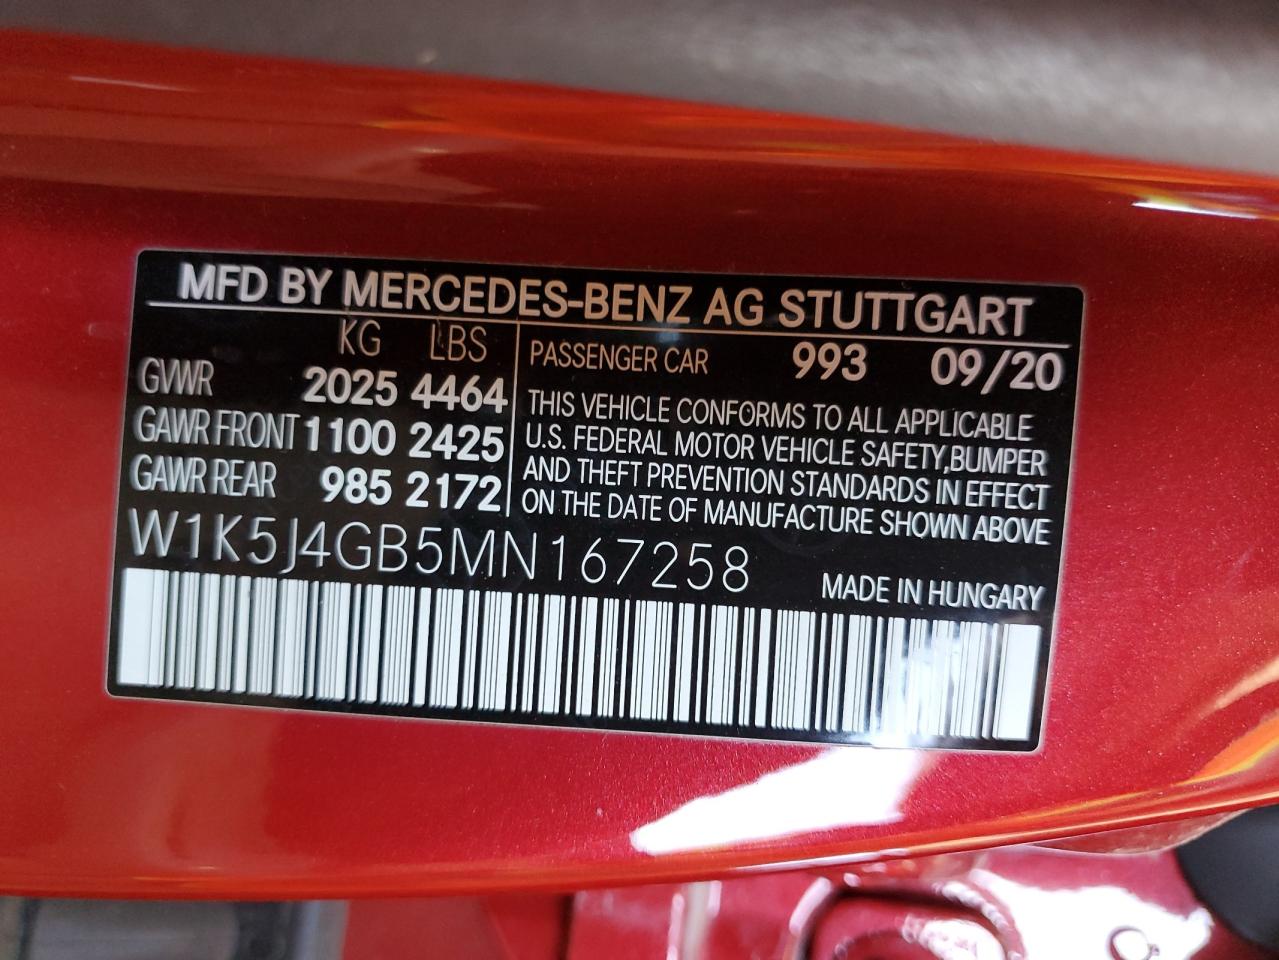 MFD BY MERCEDES-BENZ AG STUTTGART
KG LBS
GVWR 2025 4464
GAWR FRONT 1100 2425
GAWR REAR 985 2172
PASSENGER CAR 993 09/20
THIS VEHICLE CONFORMS TO ALL APPLICABLE
U.S. FEDERAL MOTOR VEHICLE SAFETY,BUMPER
AND THEFT PREVENTION STANDARDS IN EFFECT
ON THE DATE OF MANUFACTURE SHOWN ABOVE
W1K5J4GB5MN167258
MADE IN HUNGARY